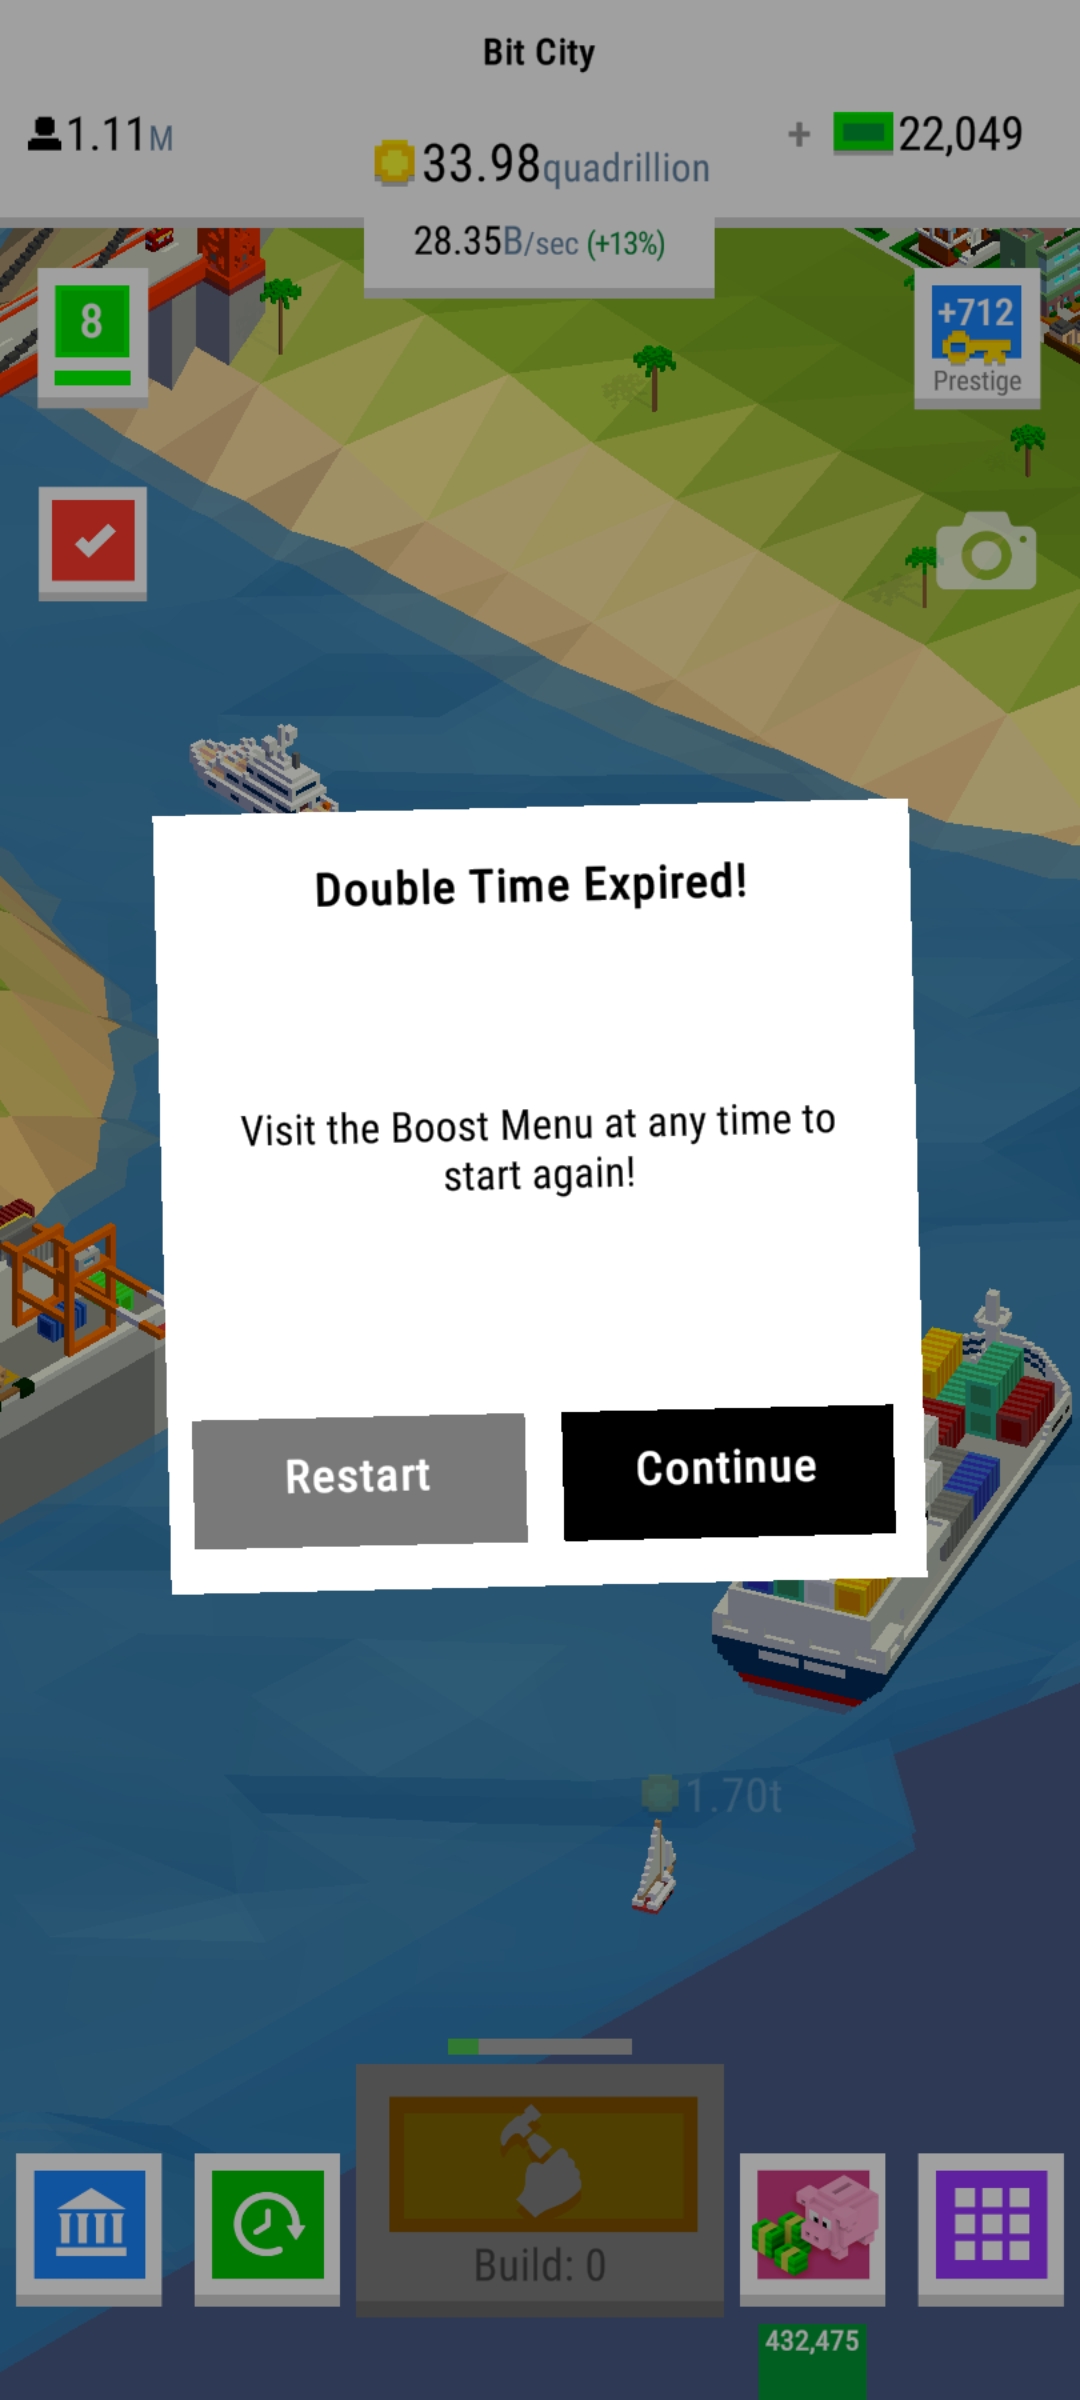 Bit City
1.11M
33.98quadrillion
+ 22,049
28.35B/sec (+13%)
8
+712
Prestige
Double Time Expired!
Visit the Boost Menu at any time to
start again!
Restart
Continue
1.70t
Build: 0
432,475